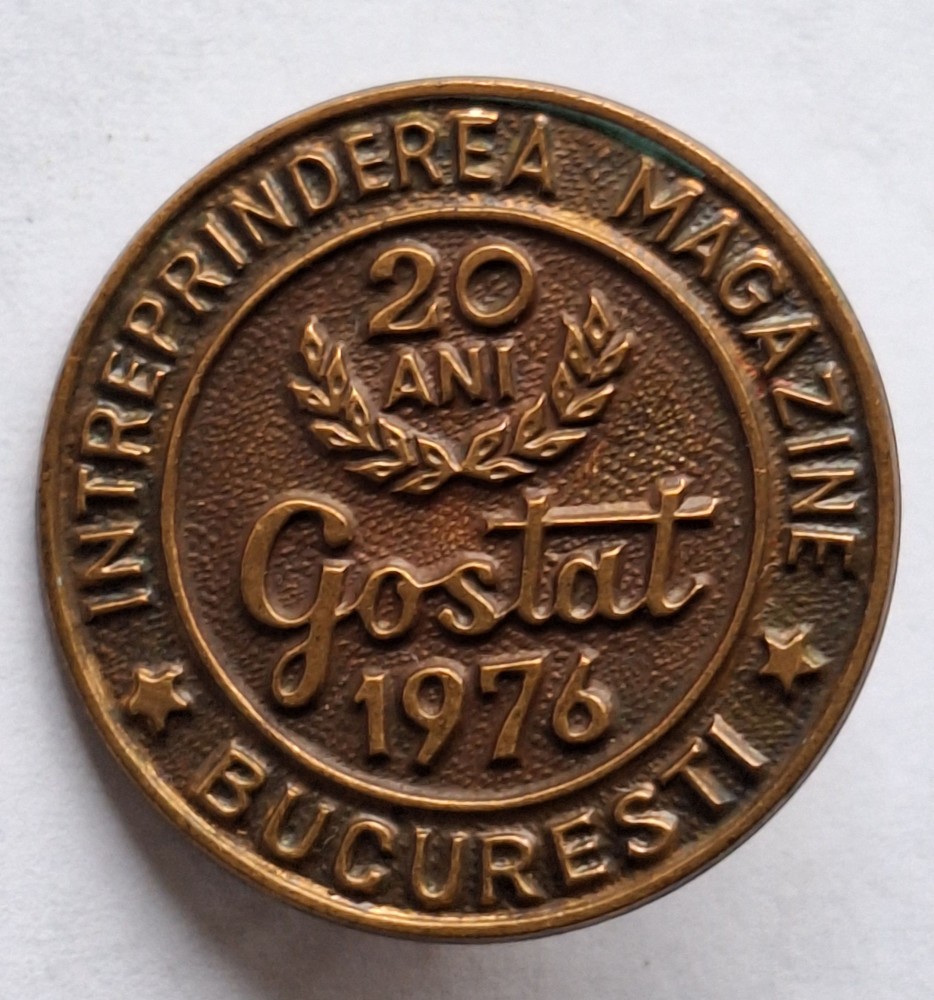 INTREPRINDEREA MAGAZINE
20
ANI
Gostat
1976
BUCURESTI